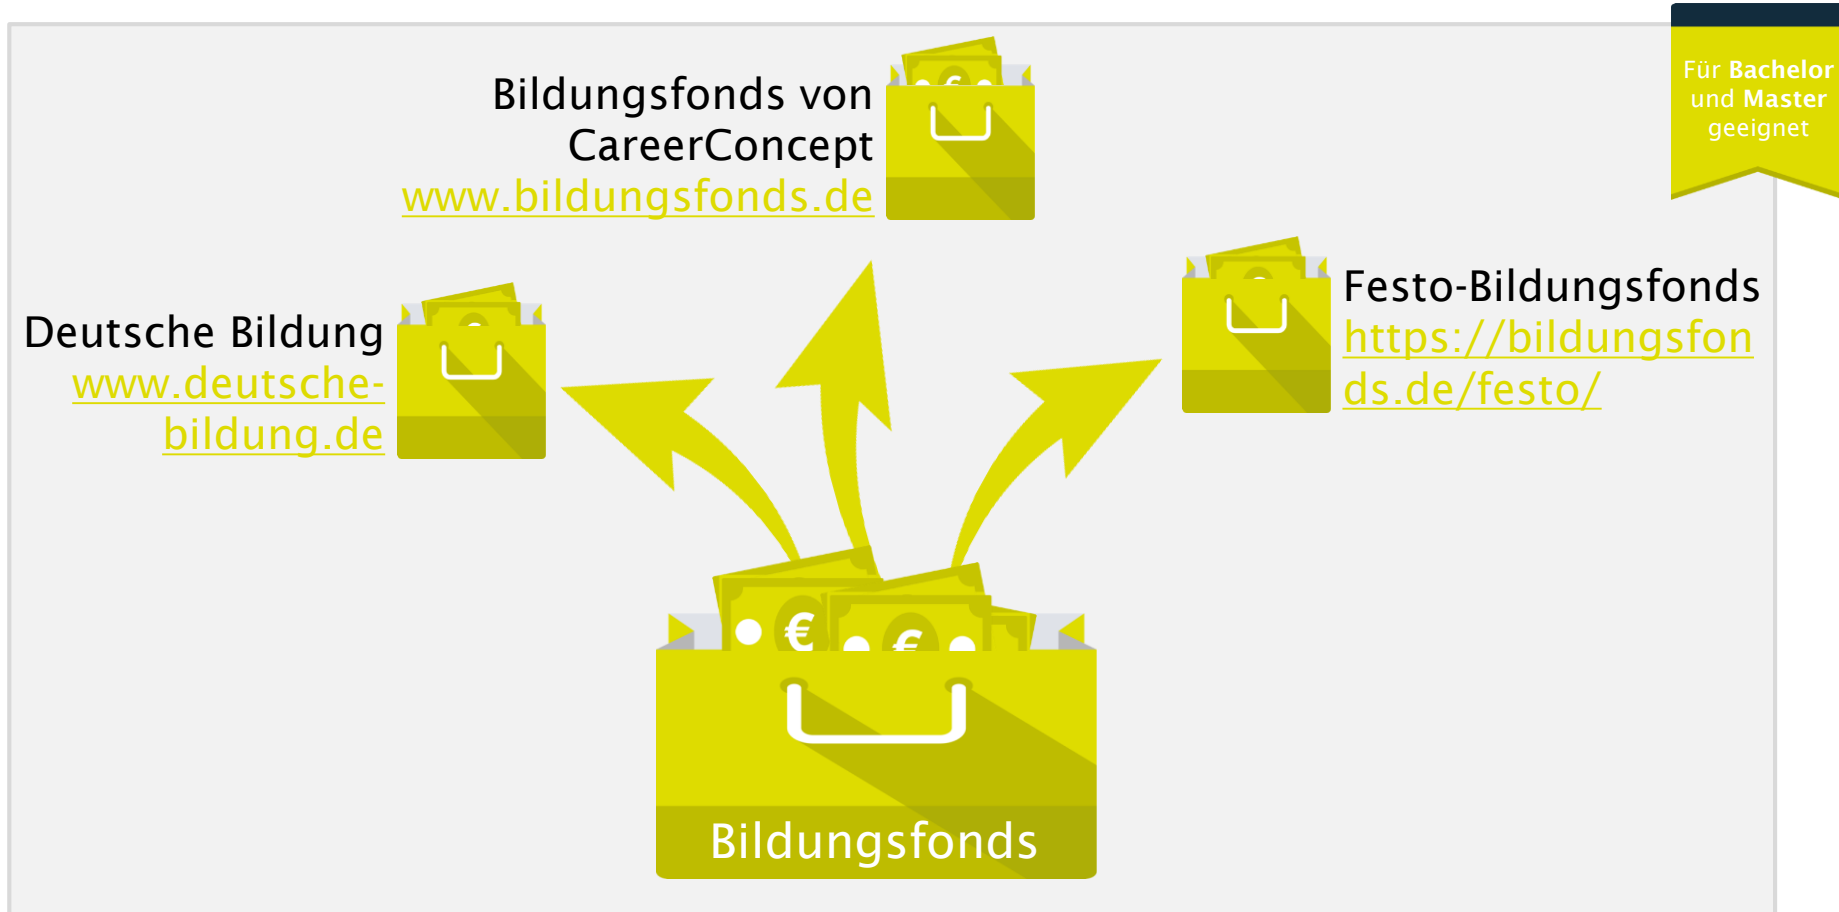 Für Bachelor
und Master
geeignet
Bildungsfonds von
CareerConcept
www.bildungsfonds.de
Deutsche Bildung
www.deutsche-
bildung.de
Festo-Bildungsfonds
https://bildungsfon
ds.de/festo/
€ €
Bildungsfonds